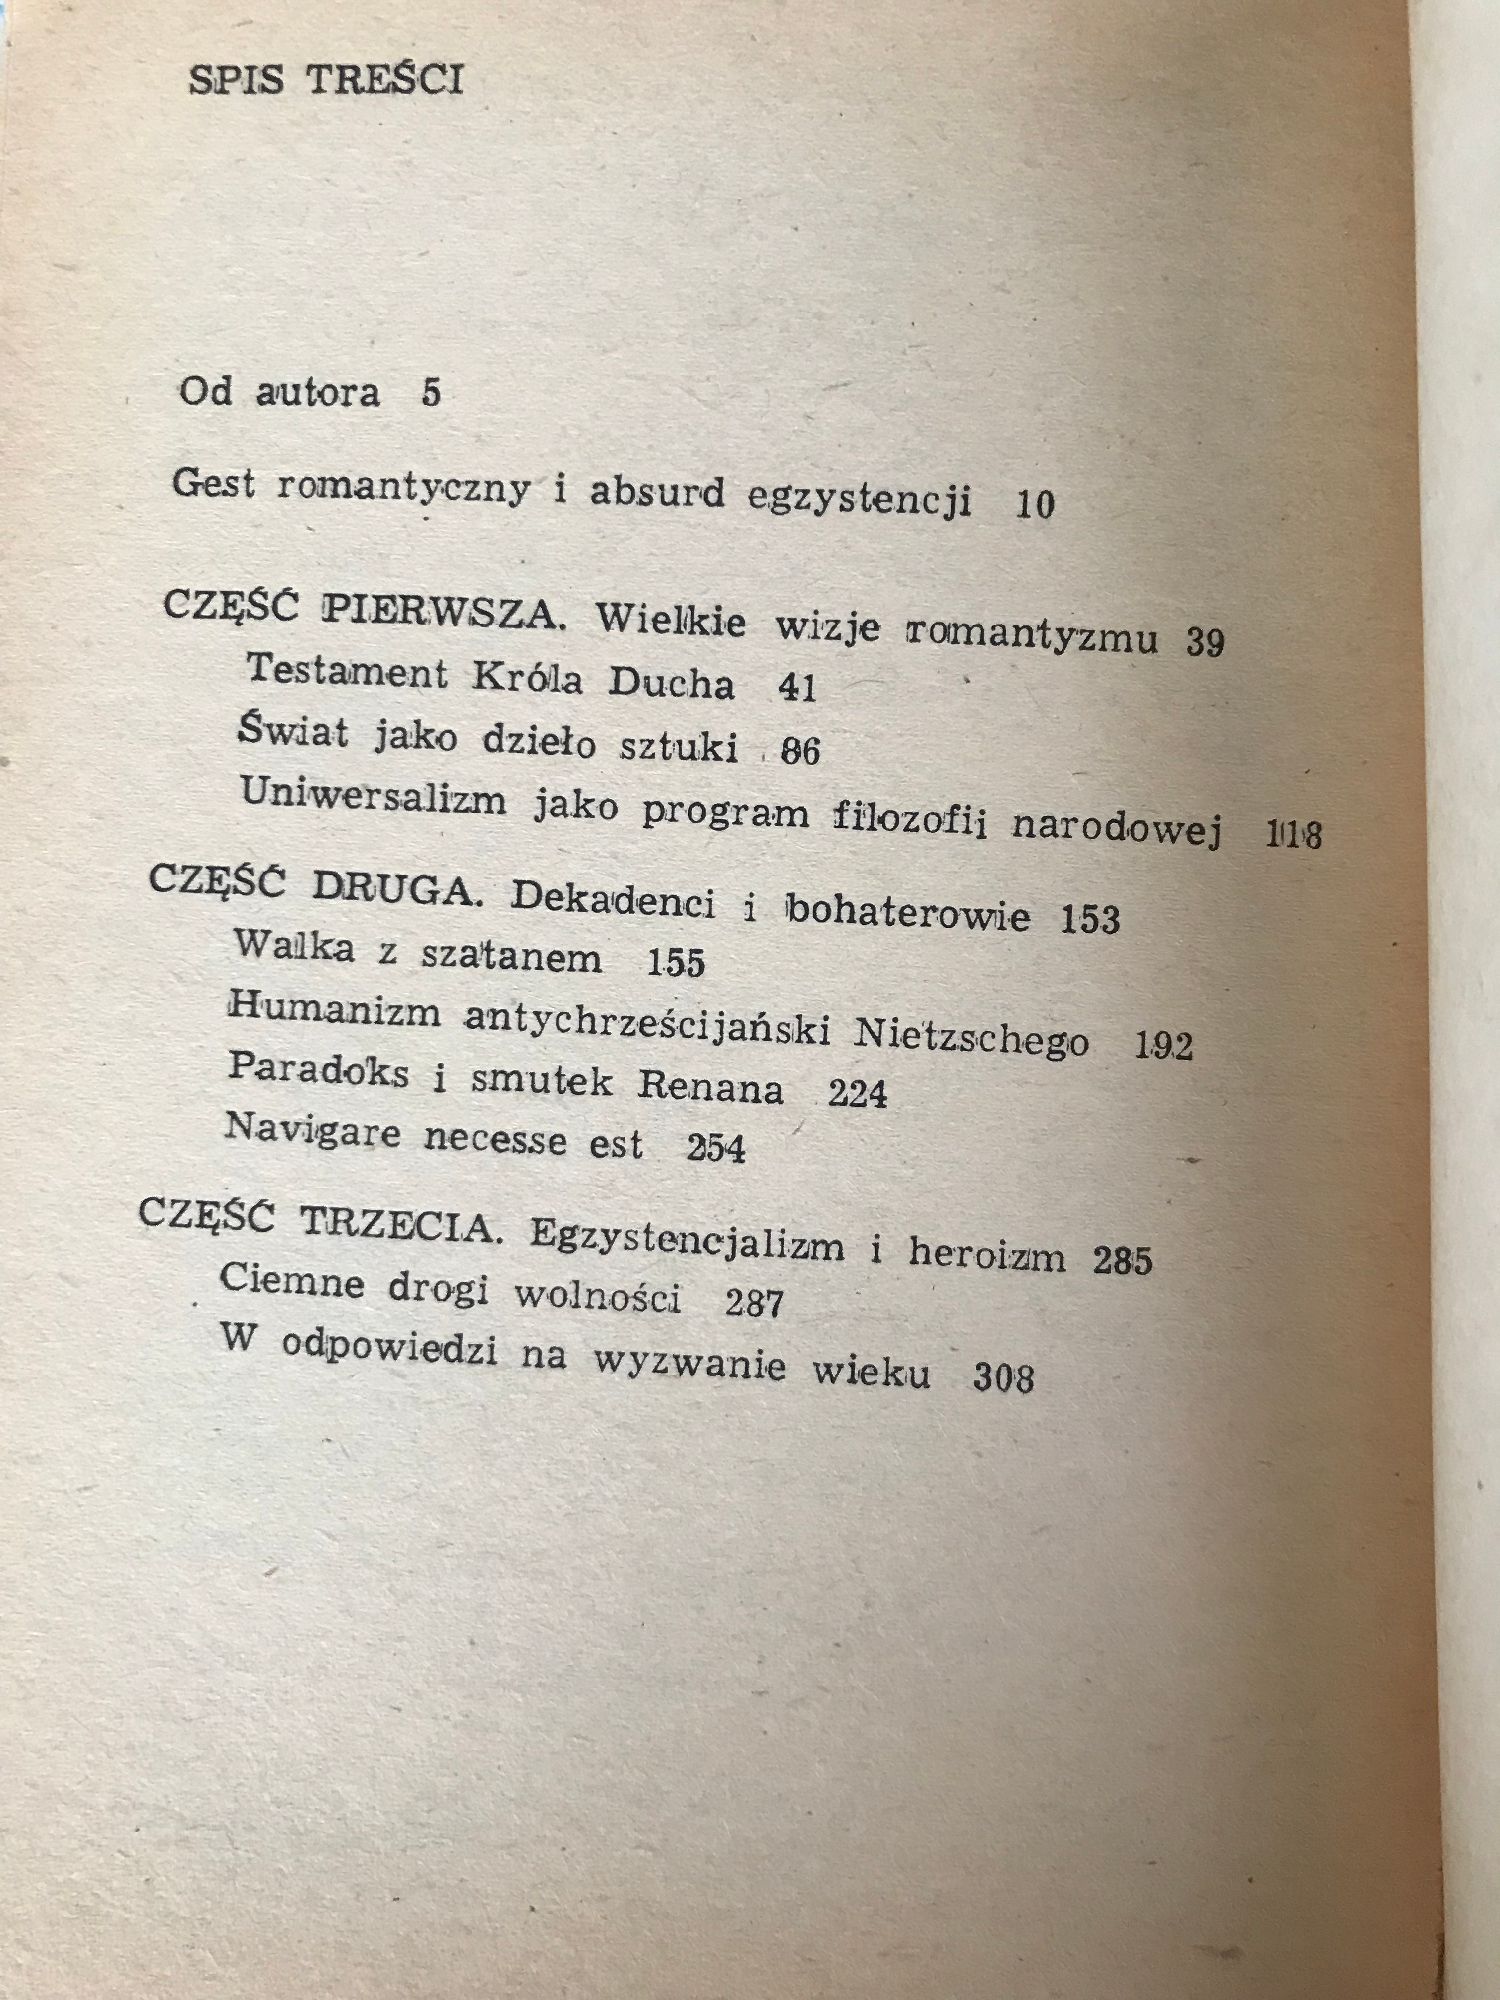 SPIS TREŚCI
Od autora 5
Gest romantyczny i absurd egzystencji 10
CZĘŚĆ PIERWSZA. Wielkie wizje romantyzmu 39
Testament Króla Ducha 41
Świat jako dzieło sztuki 86
Uniwersalizm jako program filozofii narodowej 118
CZĘŚĆ DRUGA. Dekadenci i bohaterowie 153
Walka z szatanem 155
Humanizm antychrześcijański Nietzschego 192
Paradoks i smutek Renana 224
Navigare necesse est 254
CZĘŚĆ TRZECIA. Egzystencjalizm i heroizm 285
Ciemne drogi wolności 287
W odpowiedzi na wyzwanie wieku 308